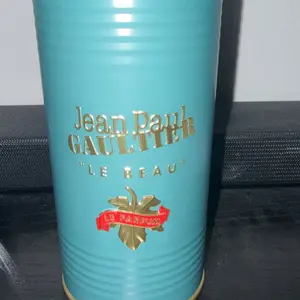 Jean Paul
GAULTIER
"LE BEAU"
LE PARFUM